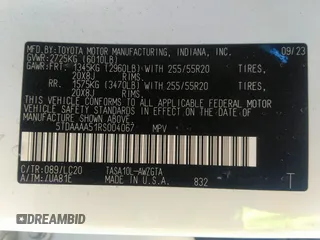 MFD.BY:TOYOTA MOTOR MANUFACTURING, INDIANA, INC. 09/23
GVWR:2725KG (6010LB)
GAWR:FRT. 1345KG (2960LB) WITH 255/55R20 TIRES,
20X8J RIMS,
RR. 1575KG (3470LB) WITH 255/55R20 TIRES,
20X8J RIMS.
THIS VEHICLE CONFORMS TO ALL APPLICABLE
FEDERAL MOTOR VEHICLE SAFETY STANDARDS IN
EFFECT ON THE DATE OF MANUFACTURE SHOWN ABOVE.
5TDAAAA51RS004067 MPV
C/TR:089/LC20 TASA10L-AWZGTA
A/TM:/UA81E MADE IN U.S.A. 832 T
DEALERS UNLIMITED